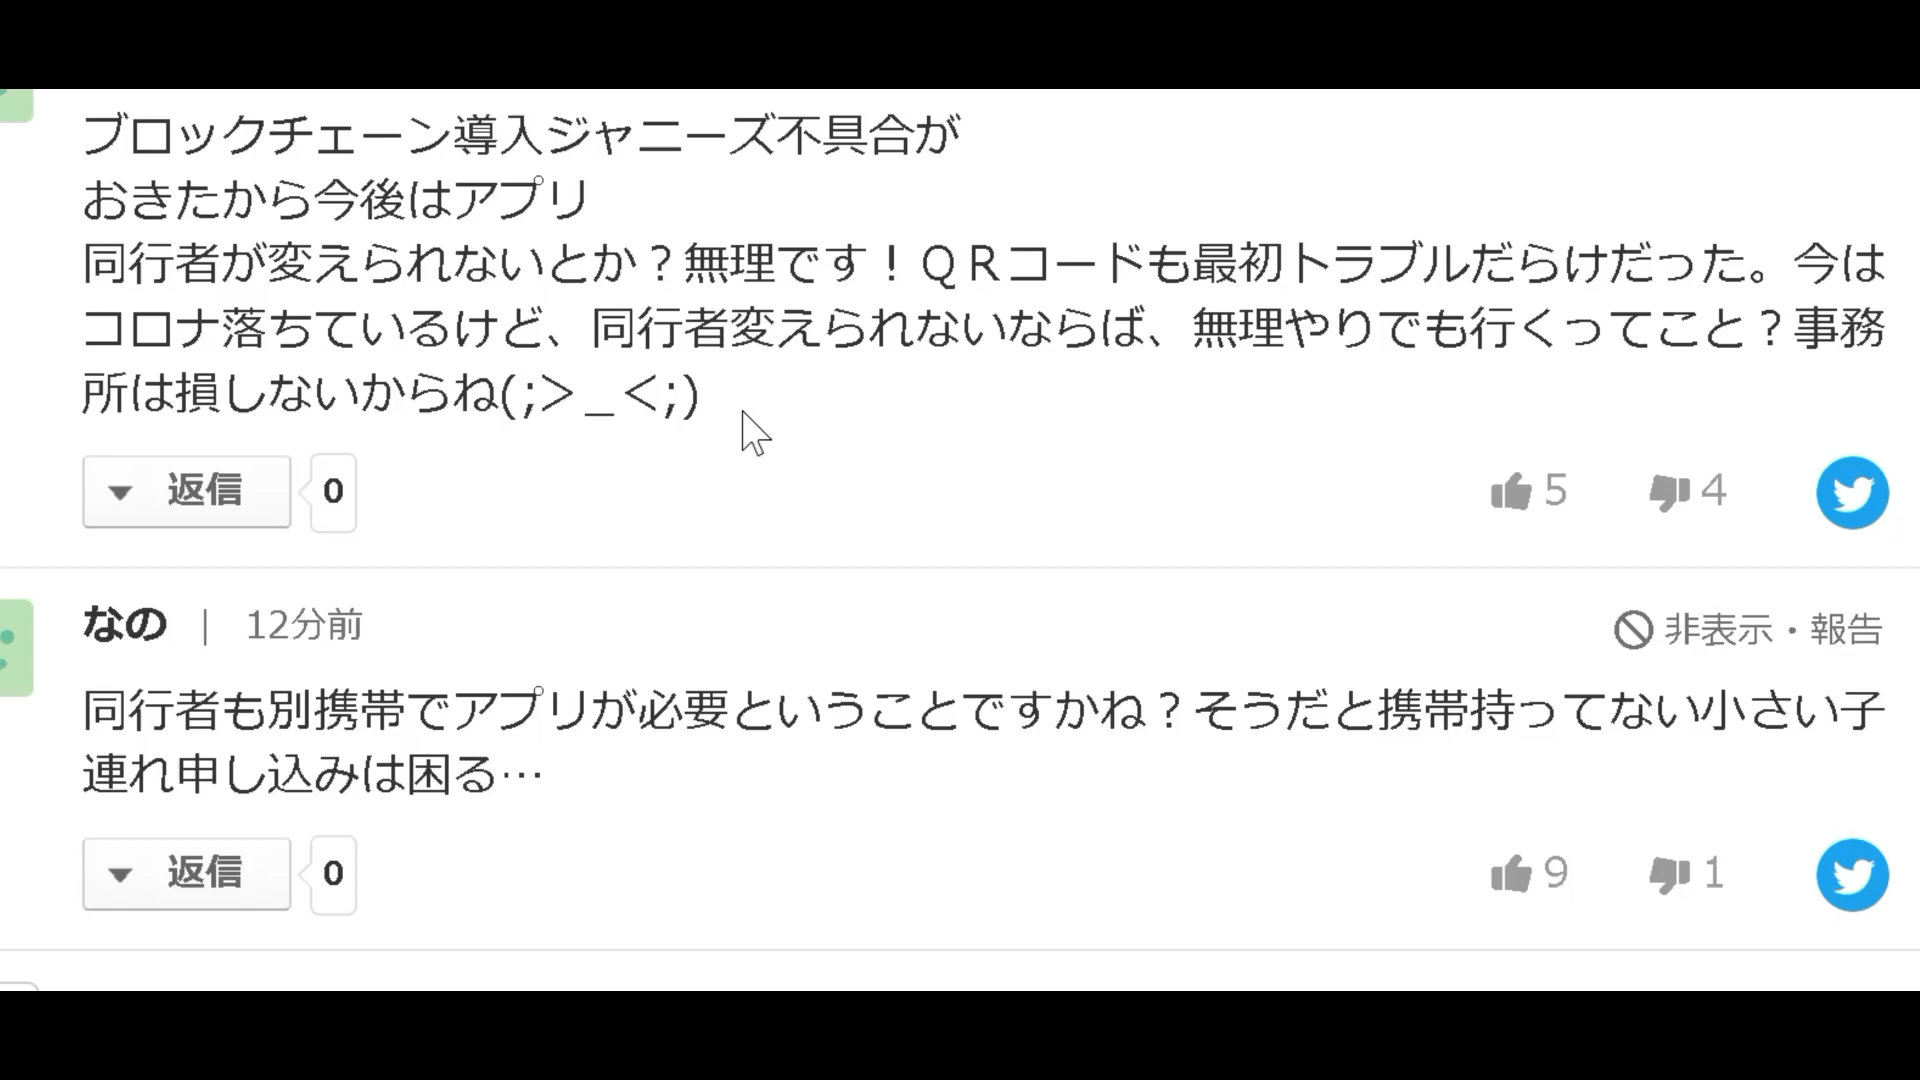 ブロックチェーン導入ジャニーズ不具合が
おきたから今後はアプリ
同行者が変えられないとか？無理です！ＱＲコードも最初トラブルだらけだった。今は
コロナ落ちているけど、同行者変えられないならば、無理やりでも行くってこと？事務
所は損しないからね(;＞_＜;)
返信 0 5 4
なの | 12分前 非表示・報告
同行者も別携帯でアプリが必要ということですかね？そうだと携帯持ってない小さい子
連れ申し込みは困る…
返信 0 9 1